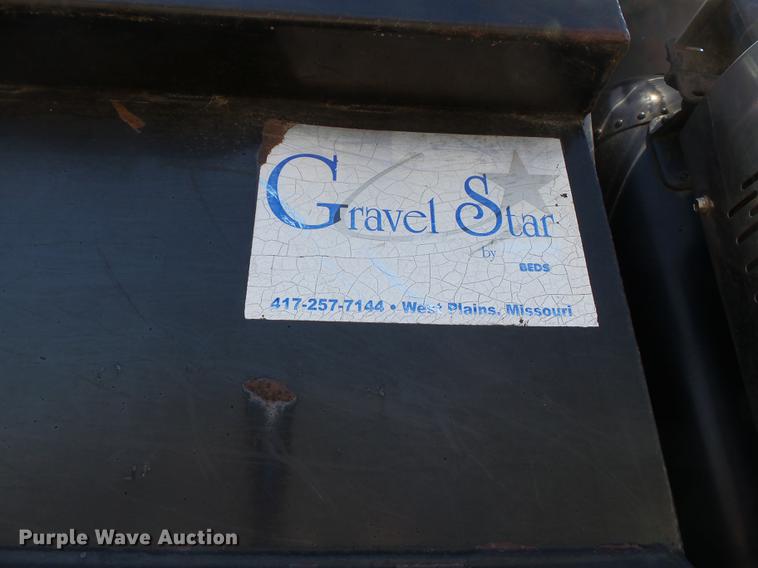 Gravel Star
by
BEDS
417-257-7144 • West Plains, Missouri
Purple Wave Auction